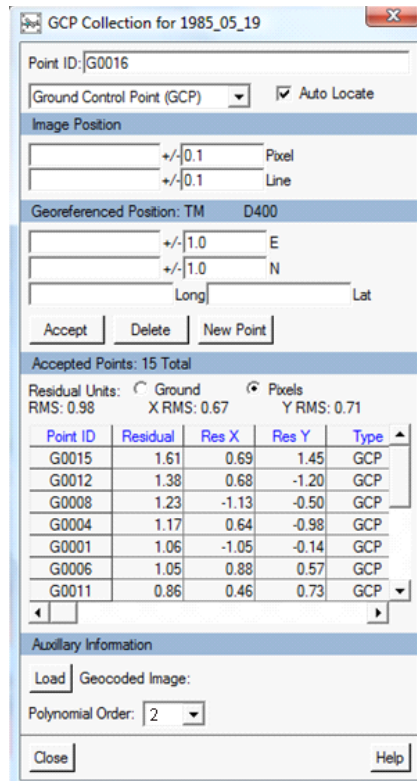 GCP Collection for 1985_05_19
Point ID: G0016
Ground Control Point (GCP) Auto Locate
Image Position
+/- 0.1 Pixel
+/- 0.1 Line
Georeferenced Position: TM D400
+/- 1.0 E
+/- 1.0 N
Long Lat
Accept Delete New Point
Accepted Points: 15 Total
Residual Units: Ground Pixels
RMS: 0.98 X RMS: 0.67 Y RMS: 0.71
Point ID Residual Res X Res Y Type
G0015 1.61 0.69 1.45 GCP
G0012 1.38 0.68 -1.20 GCP
G0008 1.23 -1.13 -0.50 GCP
G0004 1.17 0.64 -0.98 GCP
G0001 1.06 -1.05 -0.14 GCP
G0006 1.05 0.88 0.57 GCP
G0011 0.86 0.46 0.73 GCP
Auxillary Information
Load Geocoded Image:
Polynomial Order: 2
Close Help